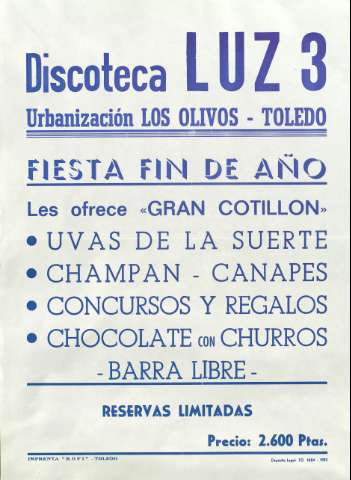 Discoteca LUZ 3
Urbanización LOS OLIVOS - TOLEDO
FIESTA FIN DE AÑO
Les ofrece «GRAN COTILLON»
• UVAS DE LA SUERTE
• CHAMPAN - CANAPES
• CONCURSOS Y REGALOS
• CHOCOLATE CON CHURROS
- BARRA LIBRE -
RESERVAS LIMITADAS
Precio: 2.600 Ptas.
IMPRENTA "R.O.P.I." - TOLEDO